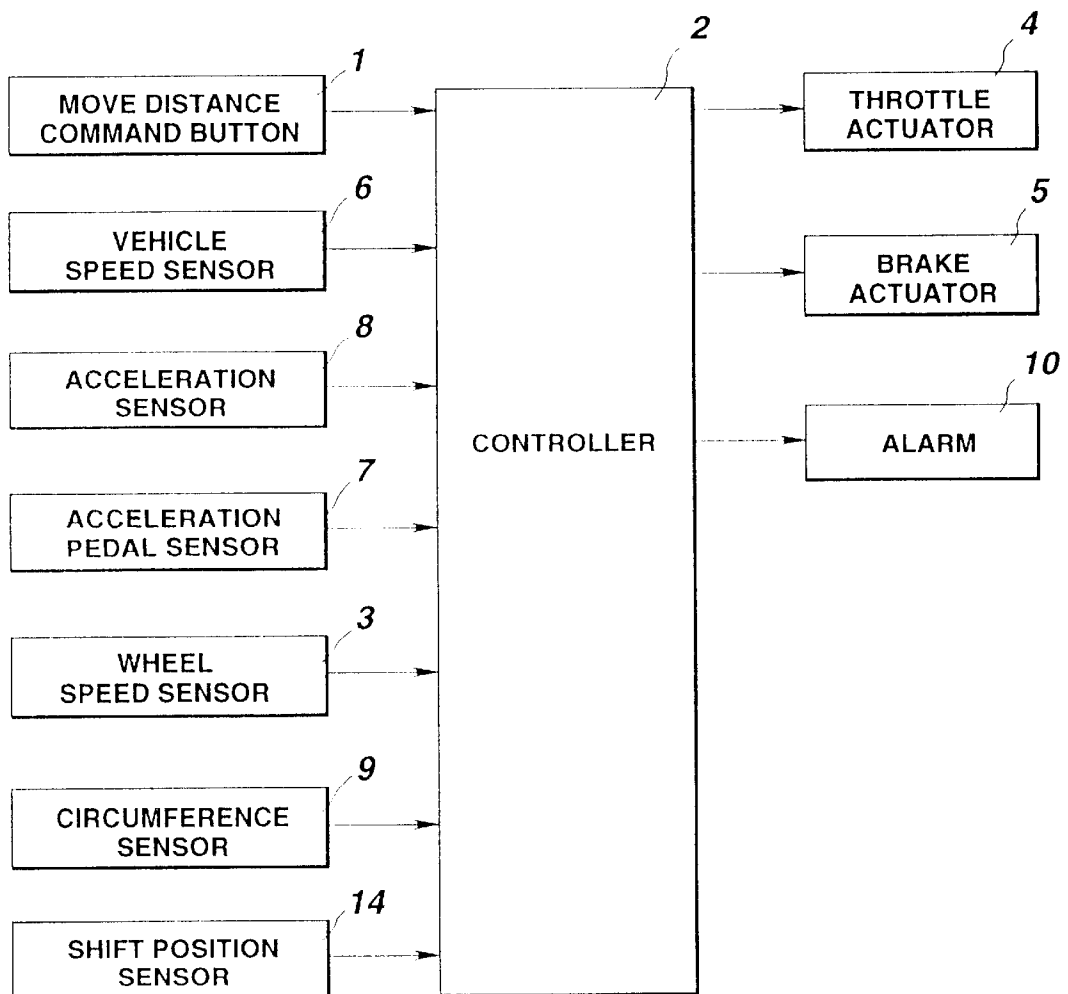 1
MOVE DISTANCE
COMMAND BUTTON
6
VEHICLE
SPEED SENSOR
8
ACCELERATION
SENSOR
7
ACCELERATION
PEDAL SENSOR
3
WHEEL
SPEED SENSOR
9
CIRCUMFERENCE
SENSOR
14
SHIFT POSITION
SENSOR
2
CONTROLLER
4
THROTTLE
ACTUATOR
5
BRAKE
ACTUATOR
10
ALARM